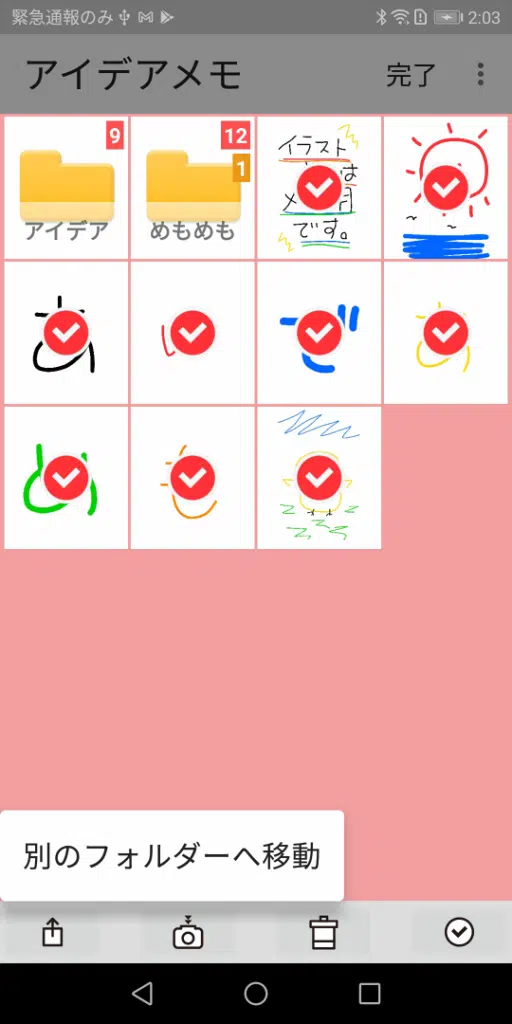 緊急通報のみ
2:03
アイデアメモ
完了
9
12
1
アイデア
めもめも
イラスト
は
です。
別のフォルダーへ移動